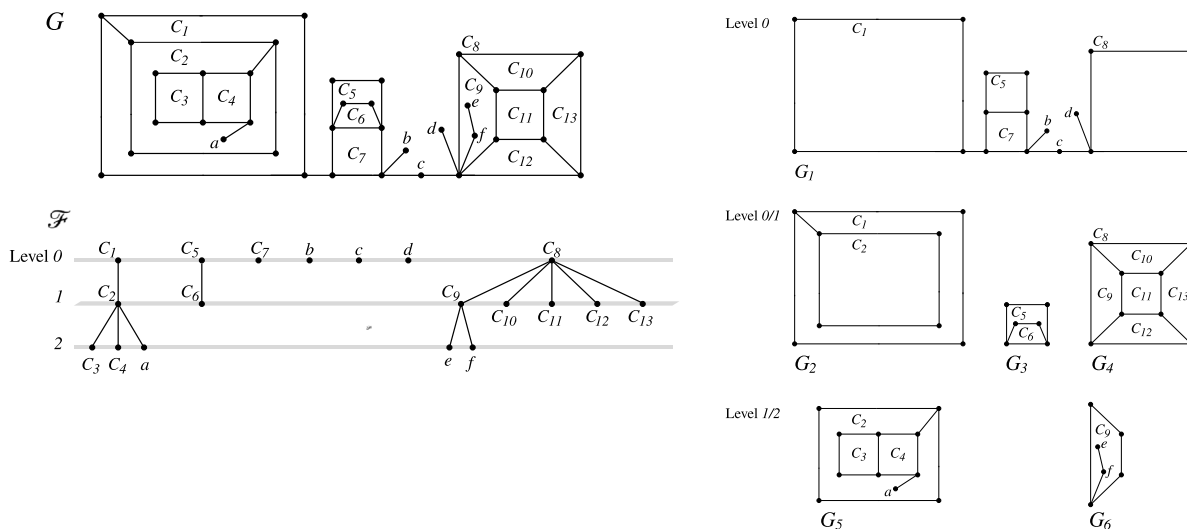 G
C1
C2
C3 C4
a
C5
C6
C7
b
c
d
C8
C9
e
f
C10
C11
C12
C13
ℱ
Level 0 C1 C5 C7 b c d C8
1 C2 C6 C9 C10 C11 C12 C13
2 C3 C4 a e f
Level 0
C1
C5
C7
b
c
d
C8
G1
Level 0/1
C1
C2
G2
C5
C6
G3
C8
C10
C9 C11 C13
C12
G4
Level 1/2
C2
C3 C4
a
G5
C9
e
f
G6